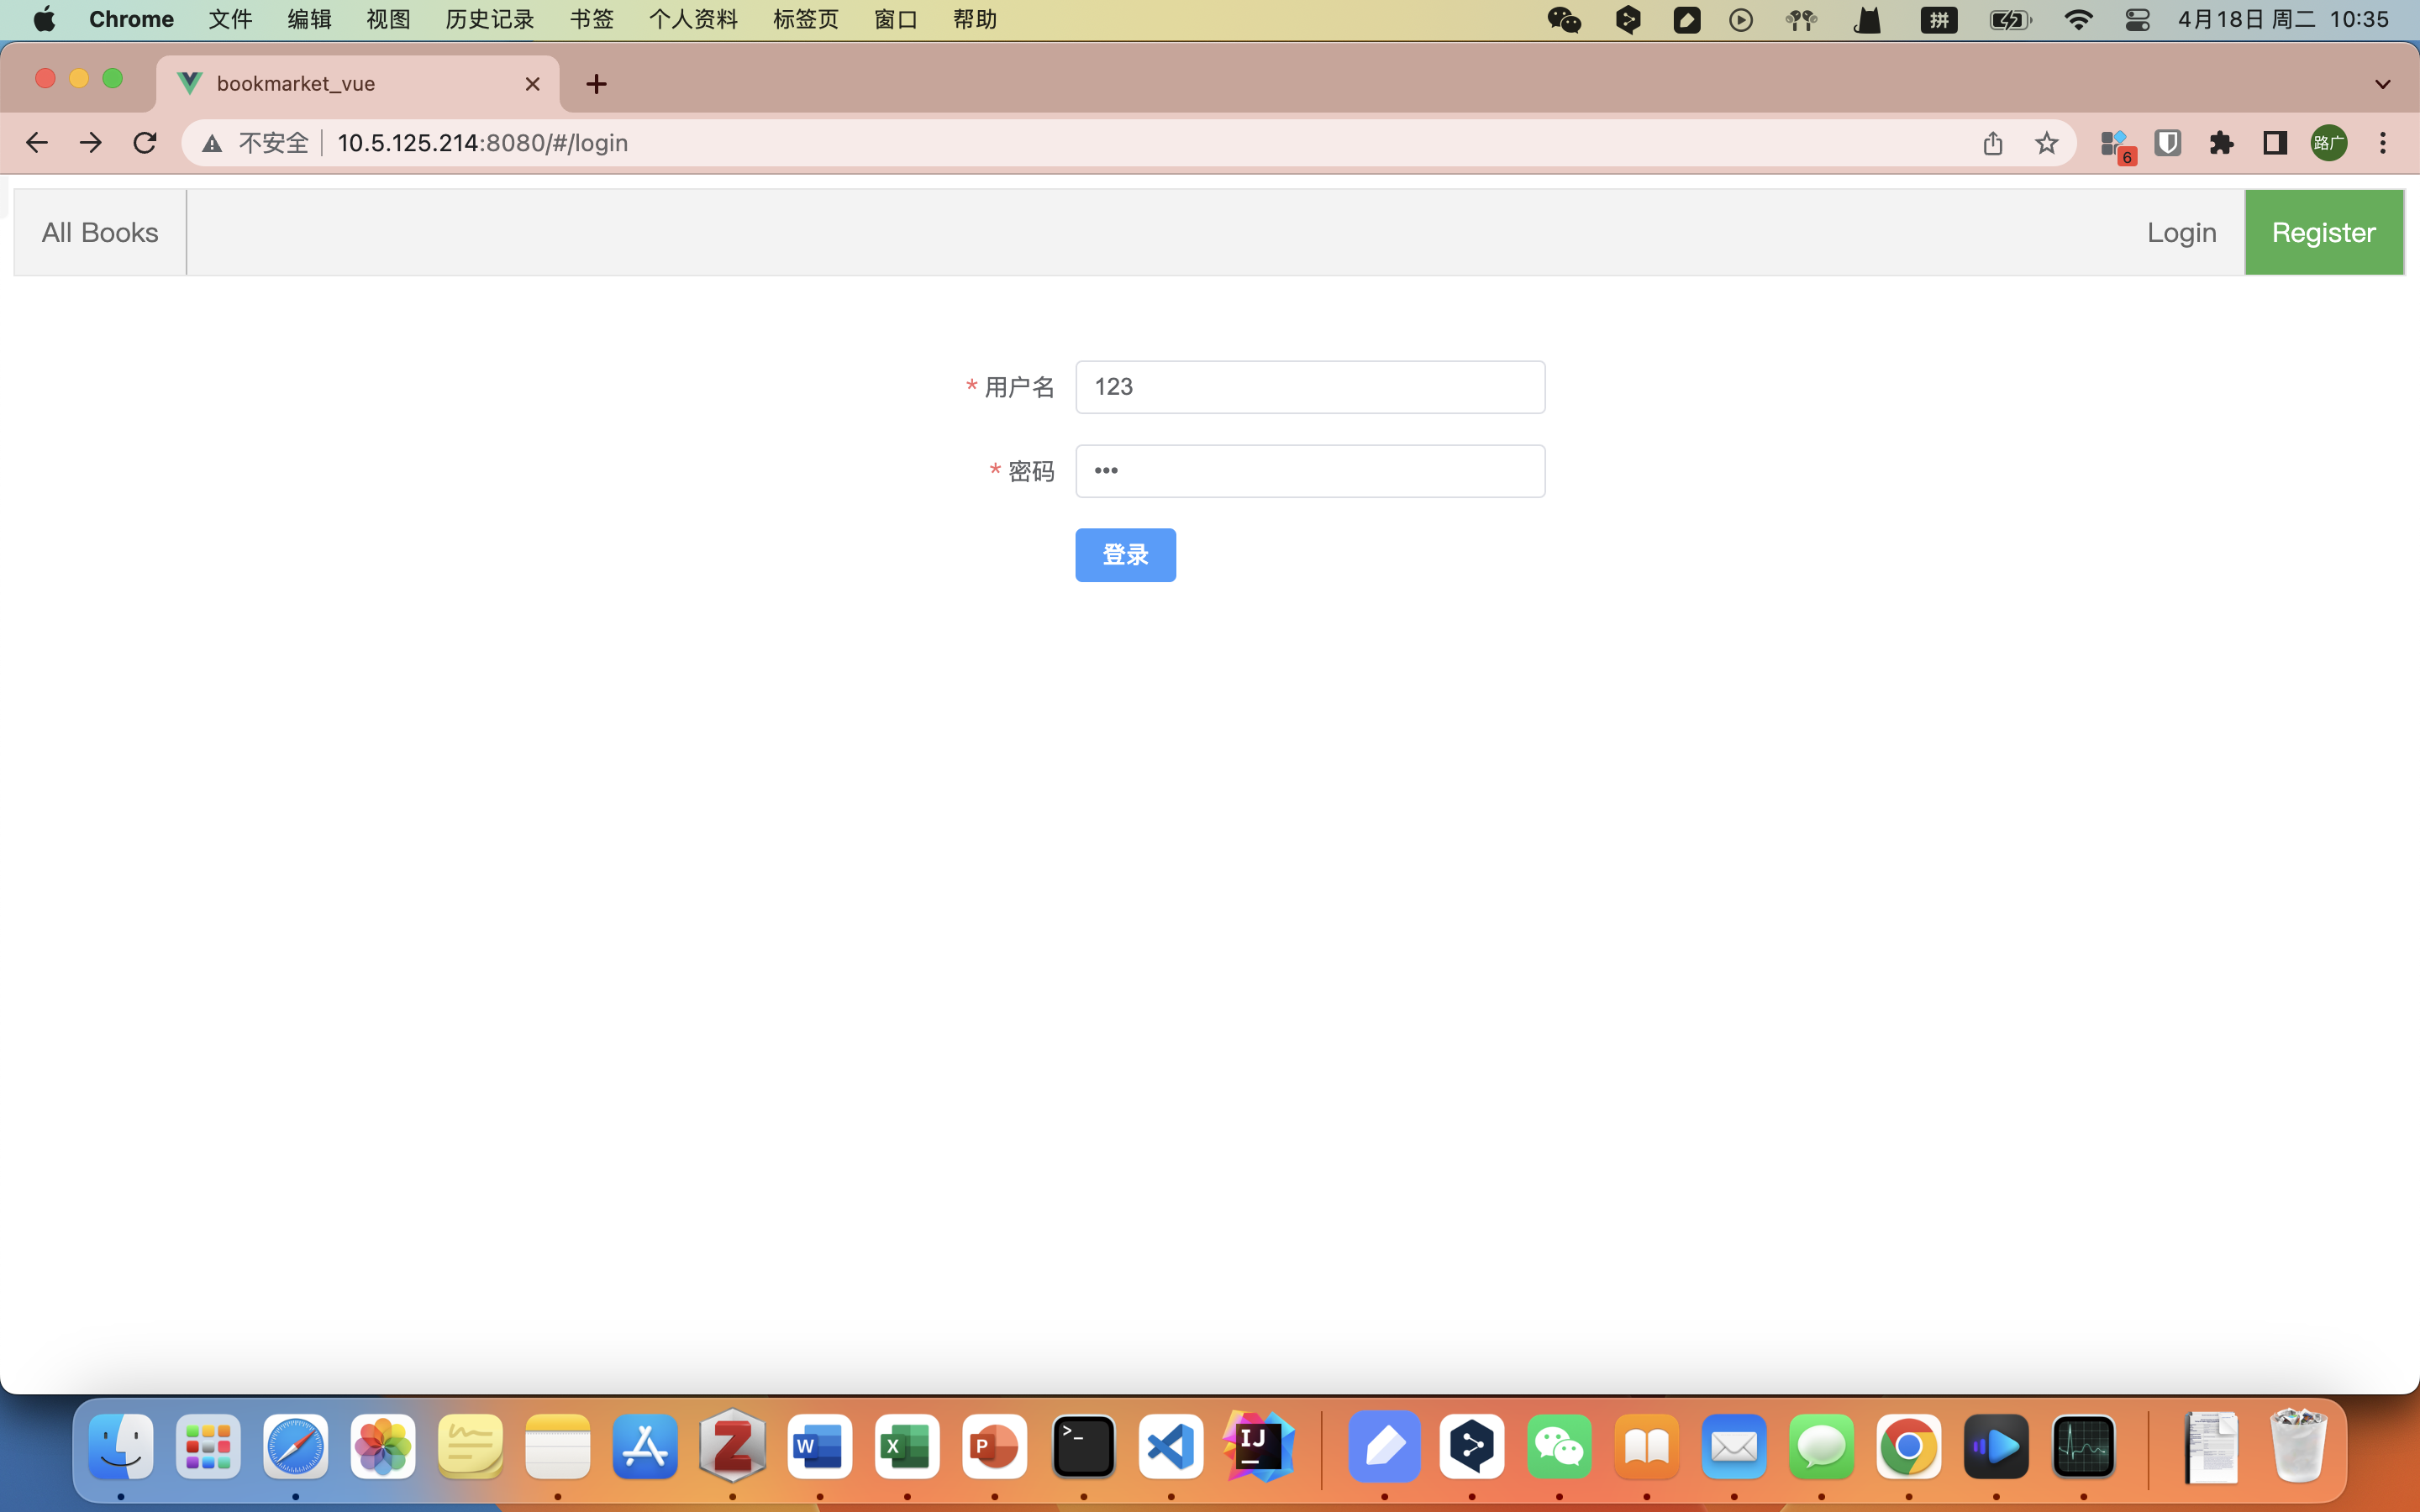 Chrome 文件 编辑 视图 历史记录 书签 个人资料 标签页 窗口 帮助 拼 4月18日 周二 10:35
bookmarket_vue
不安全 10.5.125.214:8080/#/login 6 路广
All Books Login Register
* 用户名 123
* 密码 •••
登录
Z W X P >_ IJ